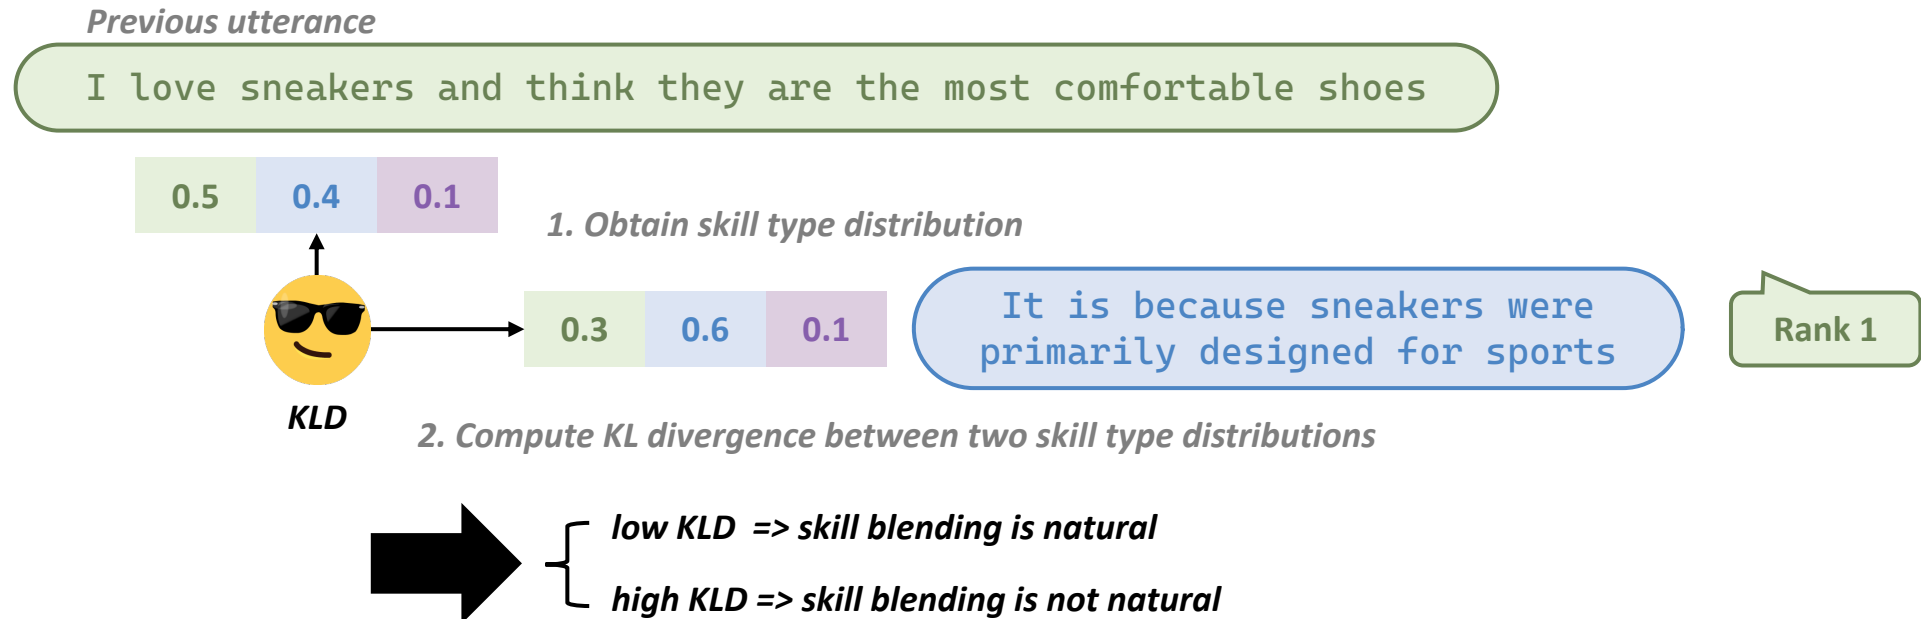 Previous utterance
I love sneakers and think they are the most comfortable shoes
0.5 0.4 0.1
1. Obtain skill type distribution
0.3 0.6 0.1
It is because sneakers were
primarily designed for sports
Rank 1
KLD
2. Compute KL divergence between two skill type distributions
low KLD => skill blending is natural
high KLD => skill blending is not natural